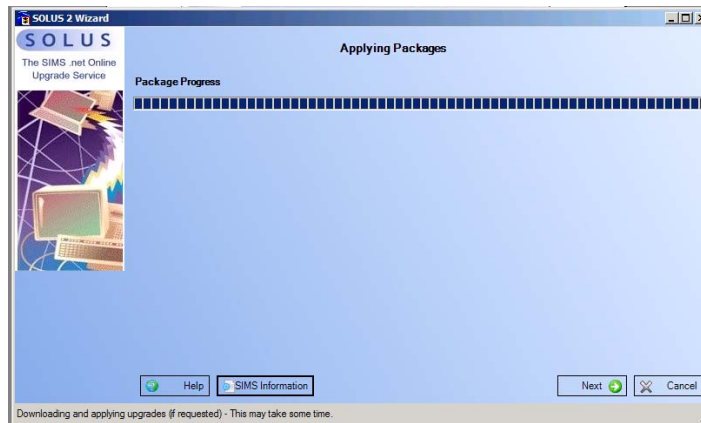 SOLUS 2 Wizard
SOLUS
The SIMS .net Online
Upgrade Service
Applying Packages
Package Progress
Help
SIMS Information
Next
Cancel
Downloading and applying upgrades (if requested) - This may take some time.